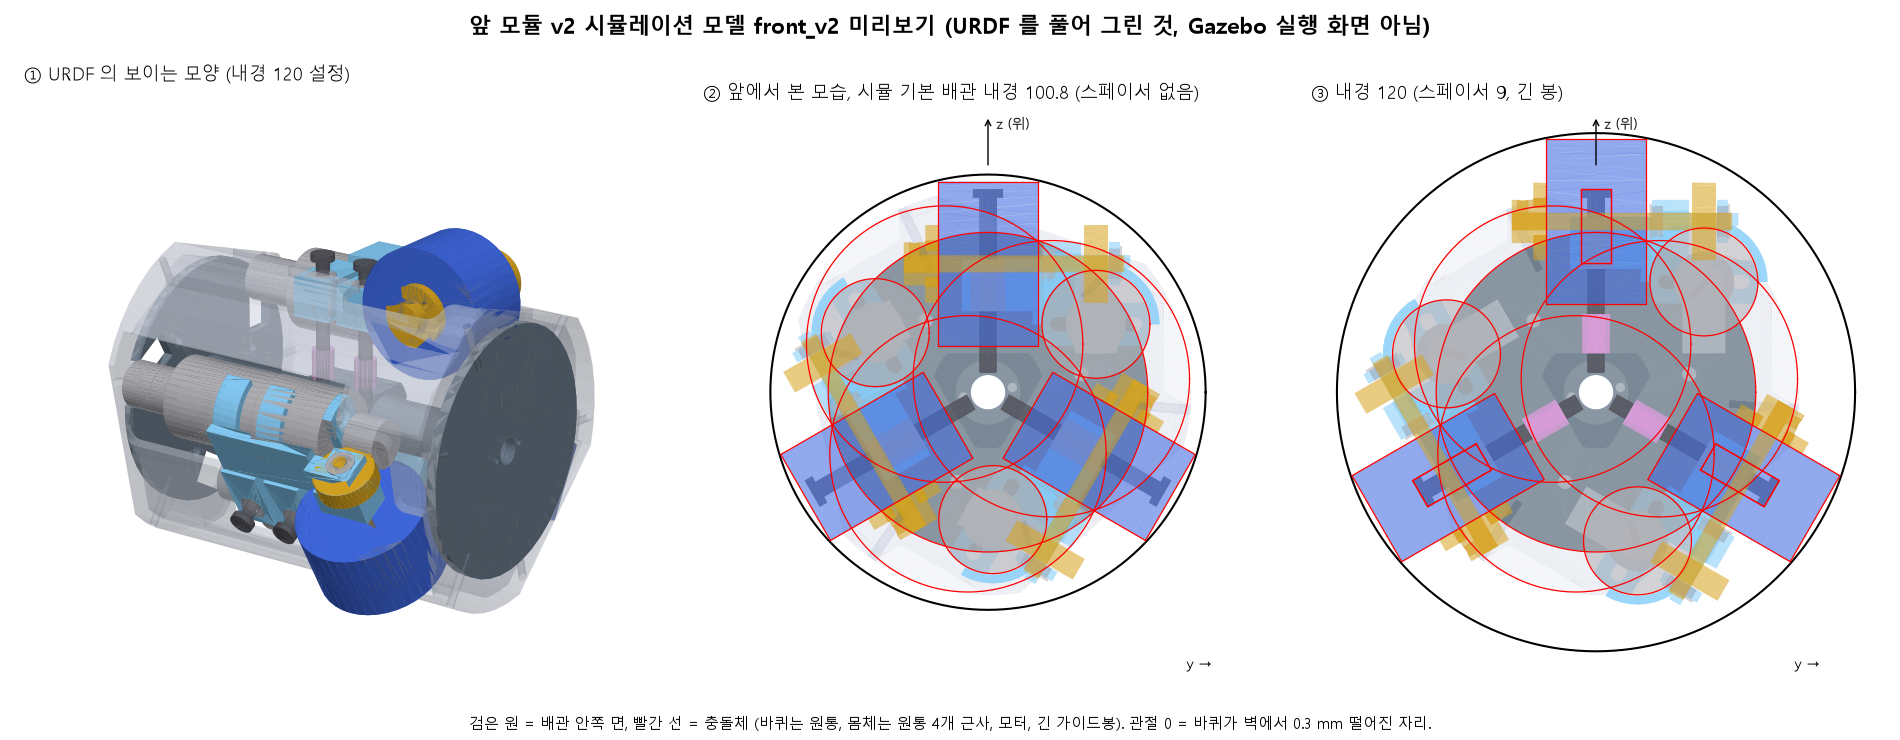 앞 모듈 v2 시뮬레이션 모델 front_v2 미리보기 (URDF 를 풀어 그린 것, Gazebo 실행 화면 아님)
① URDF 의 보이는 모양 (내경 120 설정)
② 앞에서 본 모습, 시뮬 기본 배관 내경 100.8 (스페이서 없음)
③ 내경 120 (스페이서 9, 긴 봉)
z (위)
z (위)
y →
y →
검은 원 = 배관 안쪽 면, 빨간 선 = 충돌체 (바퀴는 원통, 몸체는 원통 4개 근사, 모터, 긴 가이드봉). 관절 0 = 바퀴가 벽에서 0.3 mm 떨어진 자리.